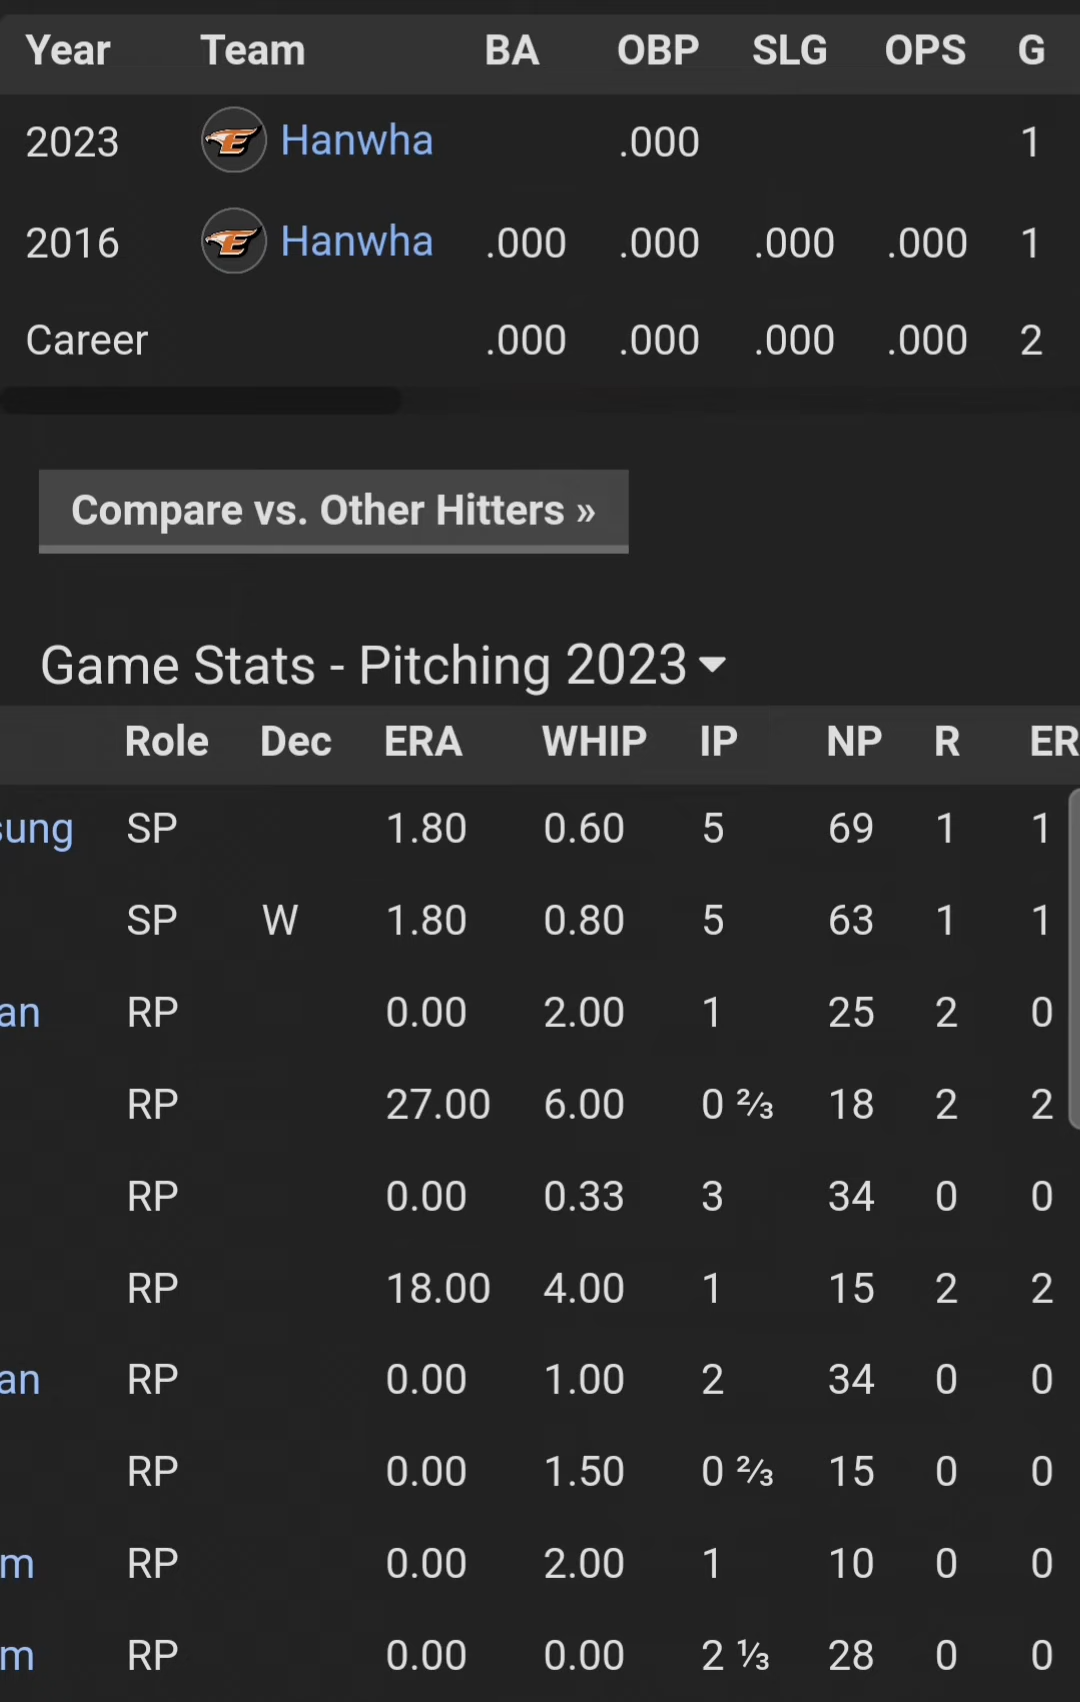 Year Team BA OBP SLG OPS G
2023 Hanwha .000 1
2016 Hanwha .000 .000 .000 .000 1
Career .000 .000 .000 .000 2
Compare vs. Other Hitters »
Game Stats - Pitching 2023
Role Dec ERA WHIP IP NP R ER
sung SP 1.80 0.60 5 69 1 1
SP W 1.80 0.80 5 63 1 1
an RP 0.00 2.00 1 25 2 0
RP 27.00 6.00 0 ⅔ 18 2 2
RP 0.00 0.33 3 34 0 0
RP 18.00 4.00 1 15 2 2
an RP 0.00 1.00 2 34 0 0
RP 0.00 1.50 0 ⅔ 15 0 0
m RP 0.00 2.00 1 10 0 0
m RP 0.00 0.00 2 ⅓ 28 0 0